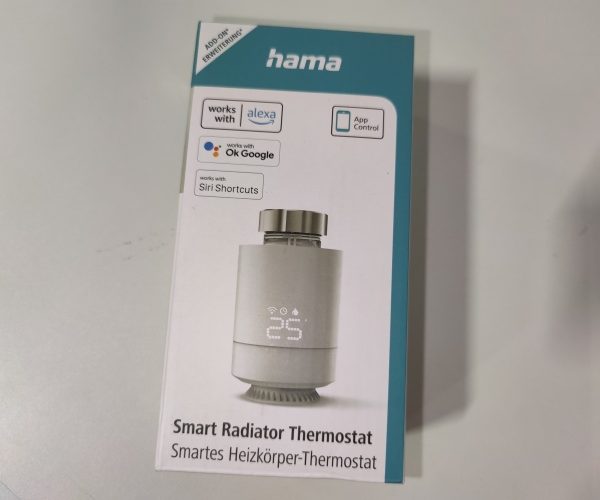 ADD-ON*
ERWEITERUNG*
hama
works with alexa
App Control
works with
Ok Google
works with
Siri Shortcuts
25
Smart Radiator Thermostat
Smartes Heizkörper-Thermostat